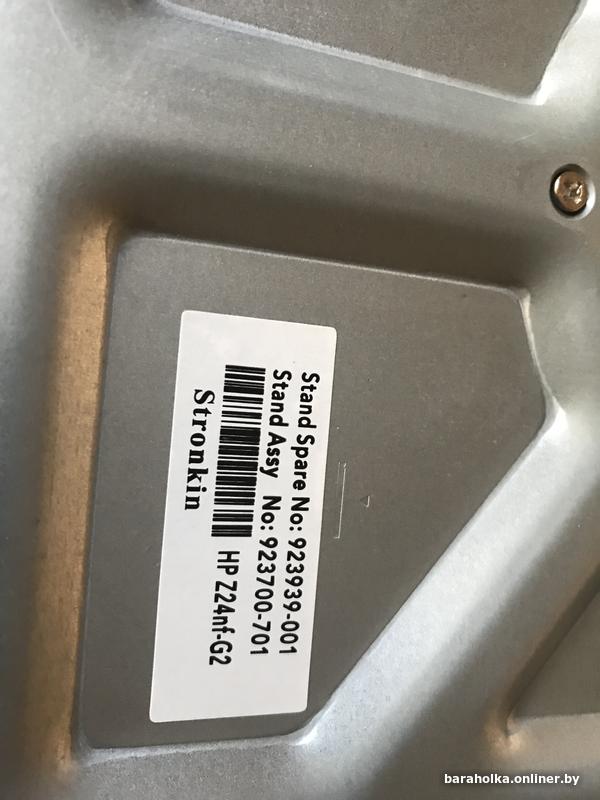 Stand Spare No: 923939-001
Stand Assy No: 923700-701
HP Z24nf-G2
Stronkin
baraholka.onliner.by